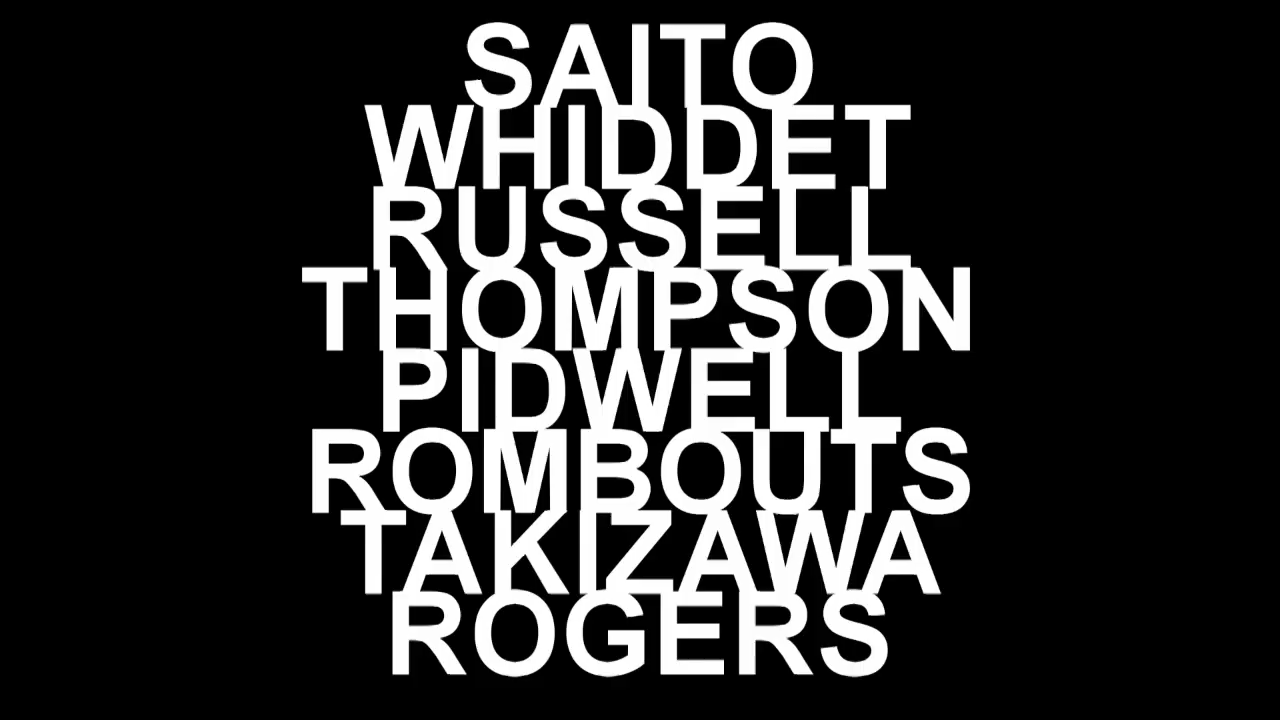 SAITO
WHIDDET
RUSSELL
THOMPSON
PIDWELL
ROMBOUTS
TAKIZAWA
ROGERS